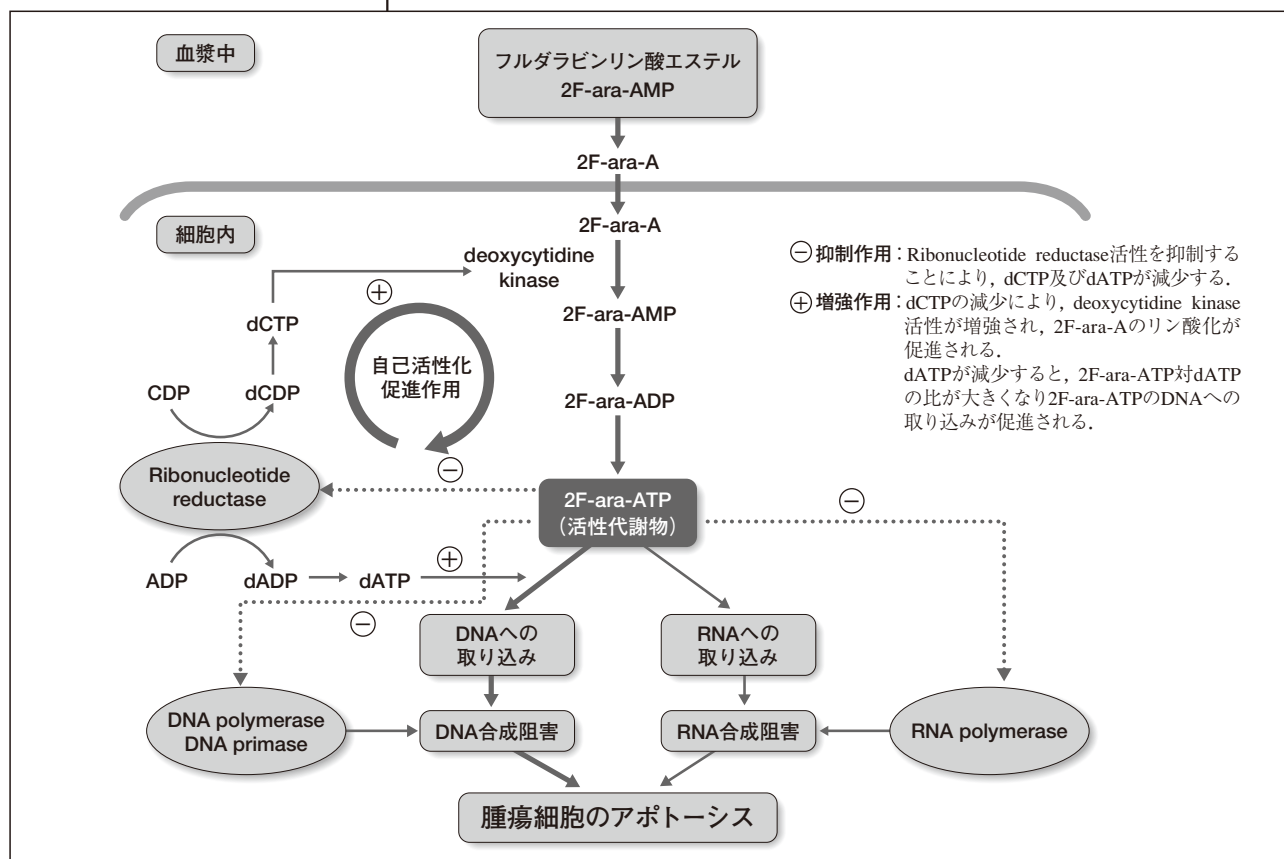 血漿中
フルダラビンリン酸エステル
2F-ara-AMP
2F-ara-A
細胞内
2F-ara-A
deoxycytidine
kinase
⊖抑制作用：Ribonucleotide reductase活性を抑制する
ことにより, dCTP及びdATPが減少する.
⊕増強作用：dCTPの減少により, deoxycytidine kinase
活性が増強され, 2F-ara-Aのリン酸化が
促進される.
dATPが減少すると, 2F-ara-ATP対dATP
の比が大きくなり2F-ara-ATPのDNAへの
取り込みが促進される.
⊕
dCTP
2F-ara-AMP
自己活性化
促進作用
CDP
dCDP
2F-ara-ADP
Ribonucleotide
reductase
⊖
2F-ara-ATP
（活性代謝物）
⊖
ADP
dADP
dATP
⊕
⊖
DNAへの
取り込み
RNAへの
取り込み
DNA polymerase
DNA primase
DNA合成阻害
RNA合成阻害
RNA polymerase
腫瘍細胞のアポトーシス